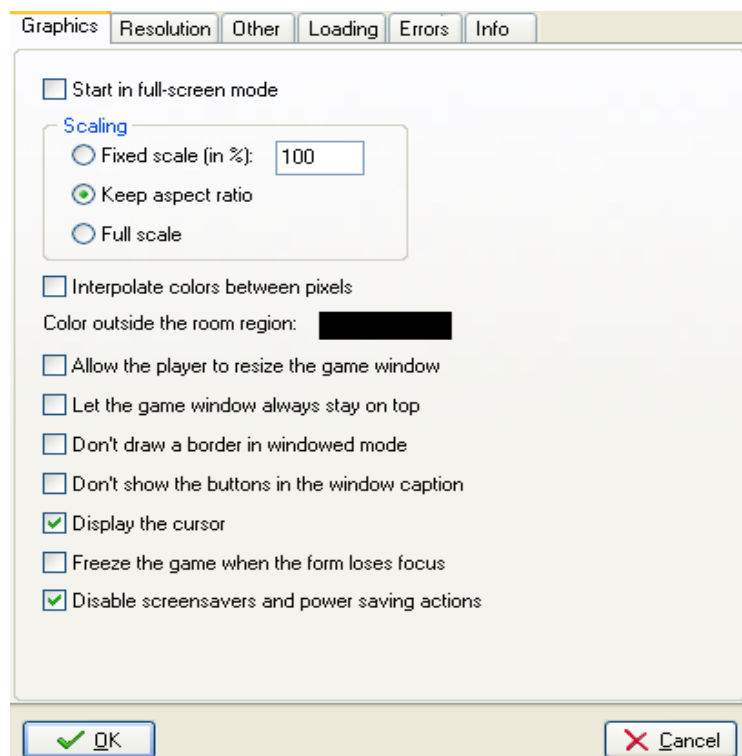 Graphics Resolution Other Loading Errors Info
Start in full-screen mode
Scaling
Fixed scale (in %): 100
Keep aspect ratio
Full scale
Interpolate colors between pixels
Color outside the room region:
Allow the player to resize the game window
Let the game window always stay on top
Don't draw a border in windowed mode
Don't show the buttons in the window caption
Display the cursor
Freeze the game when the form loses focus
Disable screensavers and power saving actions
OK Cancel